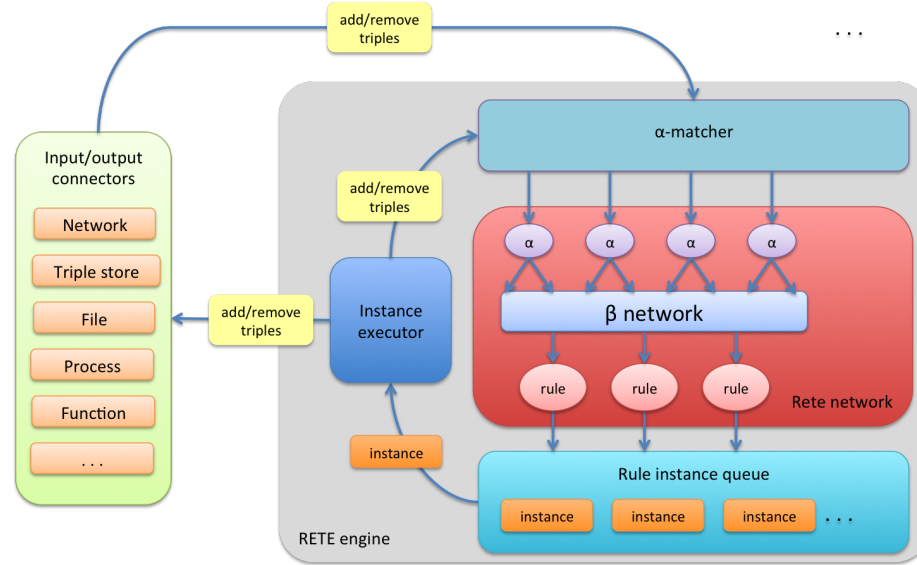 add/remove
triples
. . .
Input/output
connectors
Network
Triple store
File
Process
Function
. . .
α-matcher
add/remove
triples
α
α
α
α
add/remove
triples
Instance
executor
β network
rule
rule
rule
Rete network
instance
Rule instance queue
instance
instance
instance
. . .
RETE engine